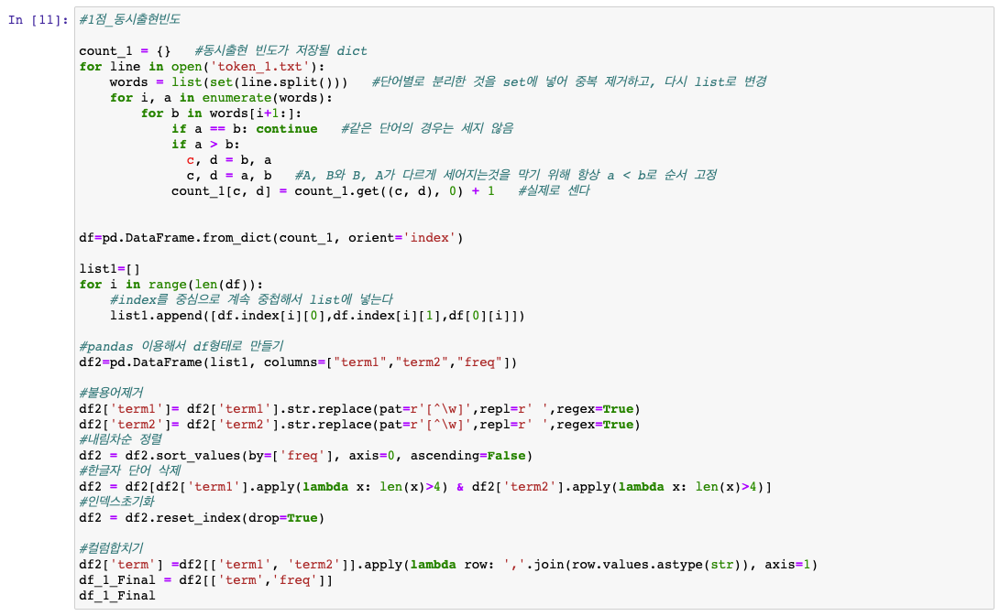 In [11]:
#1점_동시출현빈도
count_1 = {}   #동시출현 빈도가 저장될 dict
for line in open('token_1.txt'):
    words = list(set(line.split()))   #단어별로 분리한 것을 set에 넣어 중복 제거하고, 다시 list로 변경
    for i, a in enumerate(words):
        for b in words[i+1:]:
            if a == b: continue   #같은 단어의 경우는 세지 않음
            if a > b:
              c, d = b, a
              c, d = a, b   #A, B와 B, A가 다르게 세어지는것을 막기 위해 항상 a < b로 순서 고정
            count_1[c, d] = count_1.get((c, d), 0) + 1   #실제로 센다
df=pd.DataFrame.from_dict(count_1, orient='index')
list1=[]
for i in range(len(df)):
    #index를 중심으로 계속 중첩해서 list에 넣는다
    list1.append([df.index[i][0],df.index[i][1],df[0][i]])
#pandas 이용해서 df형태로 만들기
df2=pd.DataFrame(list1, columns=["term1","term2","freq"])
#불용어제거
df2['term1']= df2['term1'].str.replace(pat=r'[^\w]',repl=r' ',regex=True)
df2['term2']= df2['term2'].str.replace(pat=r'[^\w]',repl=r' ',regex=True)
#내림차순 정렬
df2 = df2.sort_values(by=['freq'], axis=0, ascending=False)
#한글자 단어 삭제
df2 = df2[df2['term1'].apply(lambda x: len(x)>4) & df2['term2'].apply(lambda x: len(x)>4)]
#인덱스초기화
df2 = df2.reset_index(drop=True)
#컬럼합치기
df2['term'] =df2[['term1', 'term2']].apply(lambda row: ','.join(row.values.astype(str)), axis=1)
df_1_Final = df2[['term','freq']]
df_1_Final